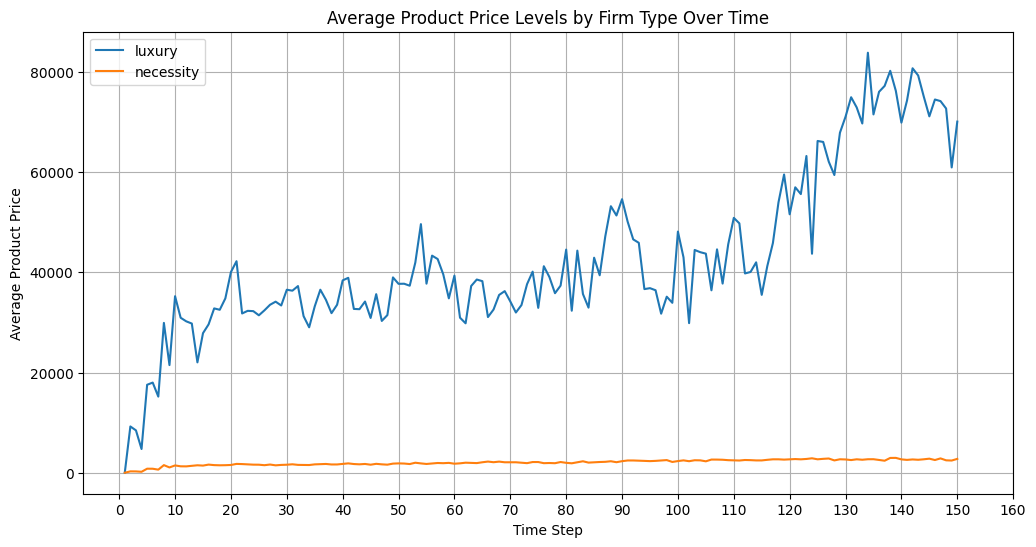 Average Product Price Levels by Firm Type Over Time
luxury
necessity
80000
60000
40000
20000
0
Average Product Price
0 10 20 30 40 50 60 70 80 90 100 110 120 130 140 150 160
Time Step